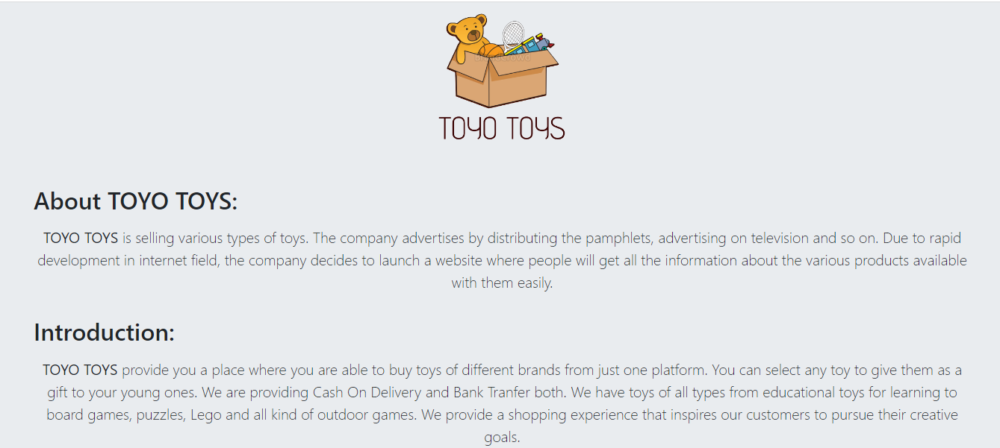 TOYO TOYS
About TOYO TOYS:
TOYO TOYS is selling various types of toys. The company advertises by distributing the pamphlets, advertising on television and so on. Due to rapid
development in internet field, the company decides to launch a website where people will get all the information about the various products available
with them easily.
Introduction:
TOYO TOYS provide you a place where you are able to buy toys of different brands from just one platform. You can select any toy to give them as a
gift to your young ones. We are providing Cash On Delivery and Bank Tranfer both. We have toys of all types from educational toys for learning to
board games, puzzles, Lego and all kind of outdoor games. We provide a shopping experience that inspires our customers to pursue their creative
goals.